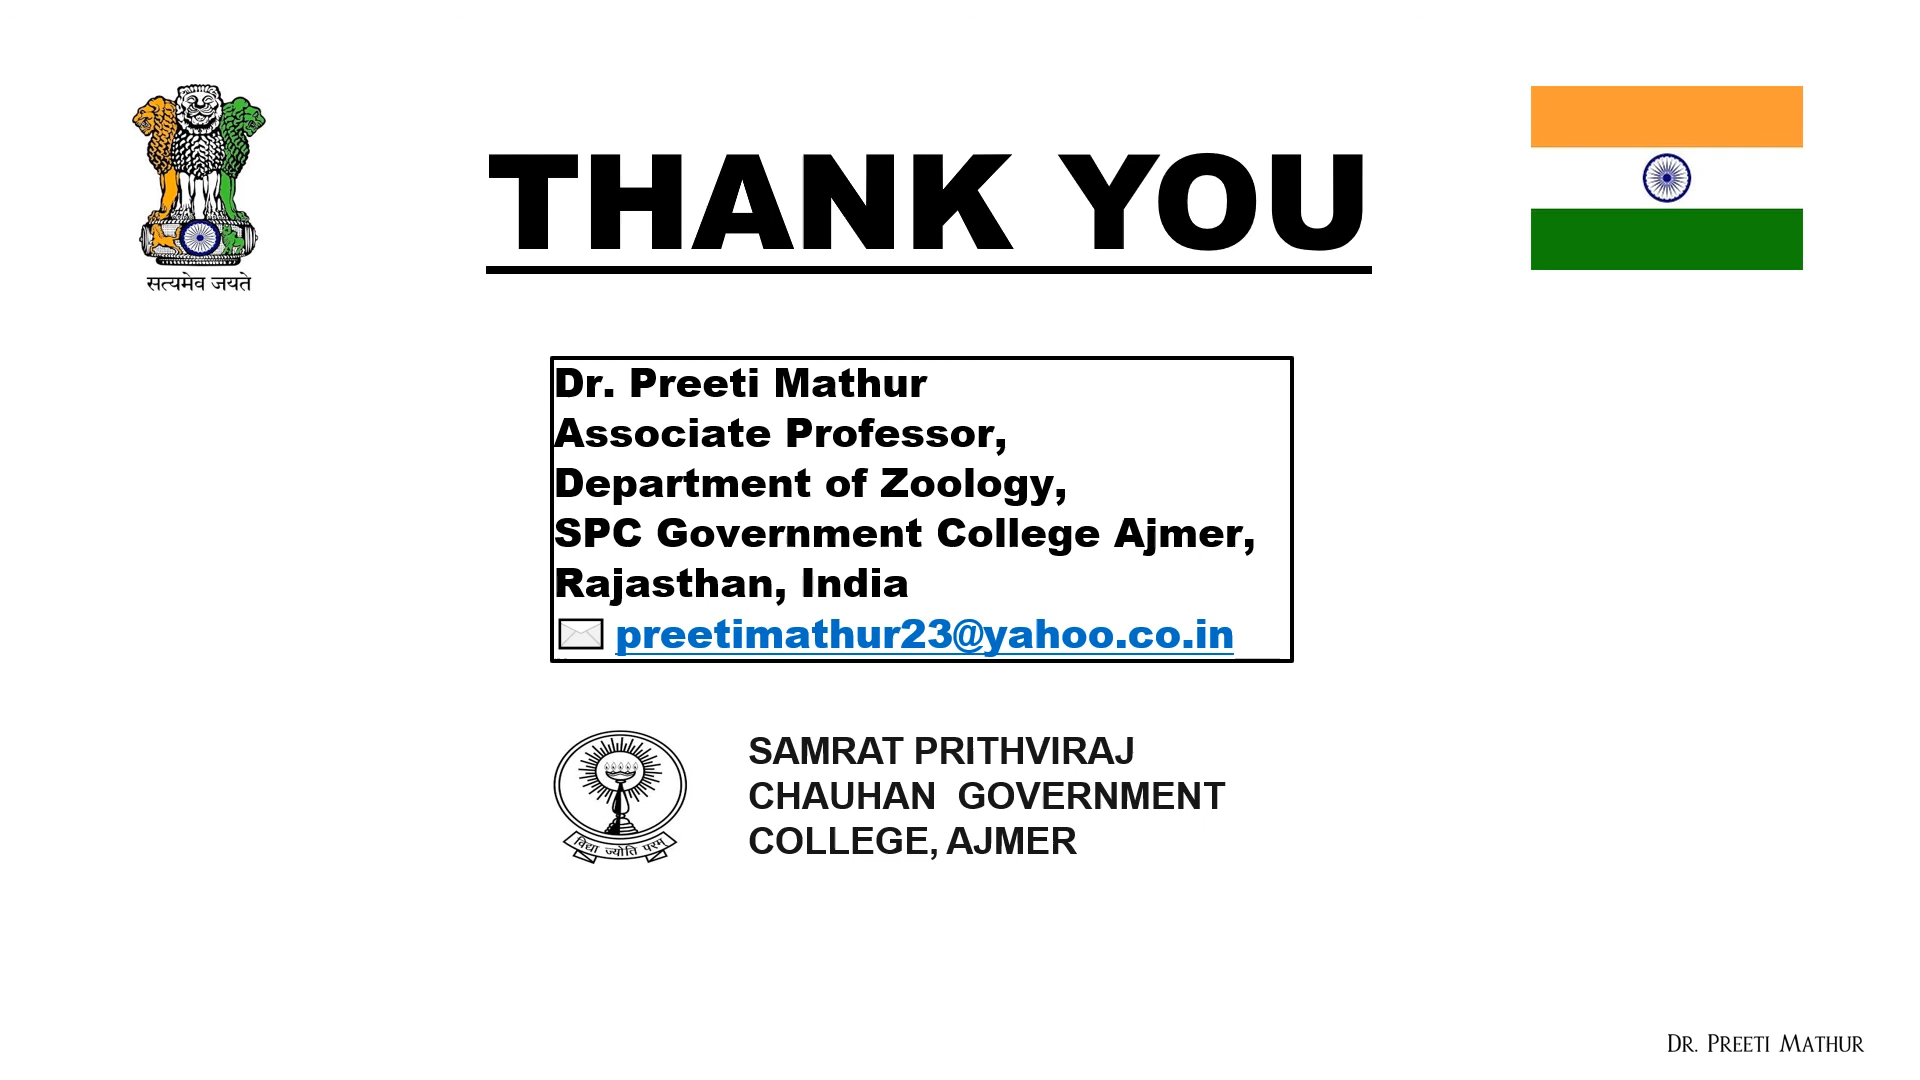 THANK YOU
सत्यमेव जयते
Dr. Preeti Mathur
Associate Professor,
Department of Zoology,
SPC Government College Ajmer,
Rajasthan, India
preetimathur23@yahoo.co.in
SAMRAT PRITHVIRAJ
CHAUHAN GOVERNMENT
COLLEGE, AJMER
विद्या ज्योति परम्
DR. PREETI MATHUR